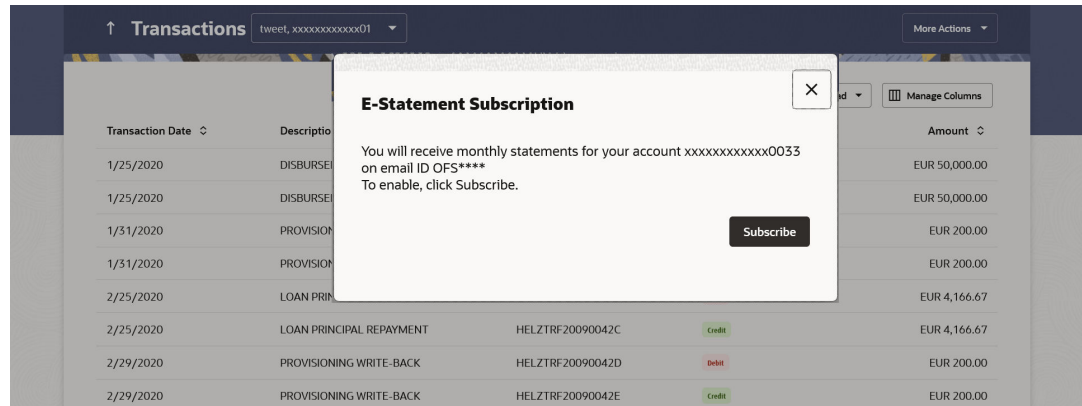 ↑ Transactions tweet, xxxxxxxxxxxx01 More Actions
E-Statement Subscription
Manage Columns
Transaction Date Amount
You will receive monthly statements for your account xxxxxxxxxxxx0033
on email ID OFS****
To enable, click Subscribe.
Subscribe
1/25/2020 EUR 50,000.00
1/25/2020 EUR 50,000.00
1/31/2020 EUR 200.00
1/31/2020 EUR 200.00
2/25/2020 LOAN EUR 4,166.67
2/25/2020 LOAN PRINCIPAL REPAYMENT HELZTRF20090042C Credit EUR 4,166.67
2/29/2020 PROVISIONING WRITE-BACK HELZTRF20090042D Debit EUR 200.00
2/29/2020 PROVISIONING WRITE-BACK HELZTRF20090042E Credit EUR 200.00